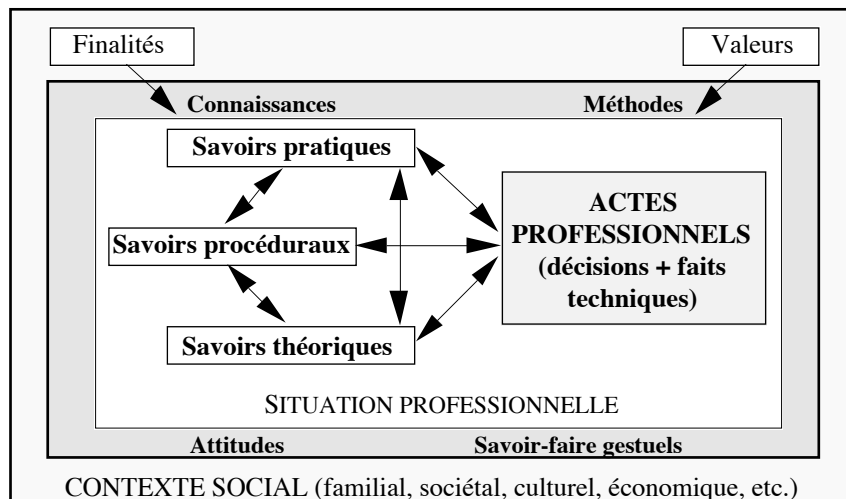 Finalités
Valeurs
Connaissances
Méthodes
Savoirs pratiques
ACTES
PROFESSIONNELS
(décisions + faits
techniques)
Savoirs procéduraux
Savoirs théoriques
SITUATION PROFESSIONNELLE
Attitudes
Savoir-faire gestuels
CONTEXTE SOCIAL (familial, sociétal, culturel, économique, etc.)